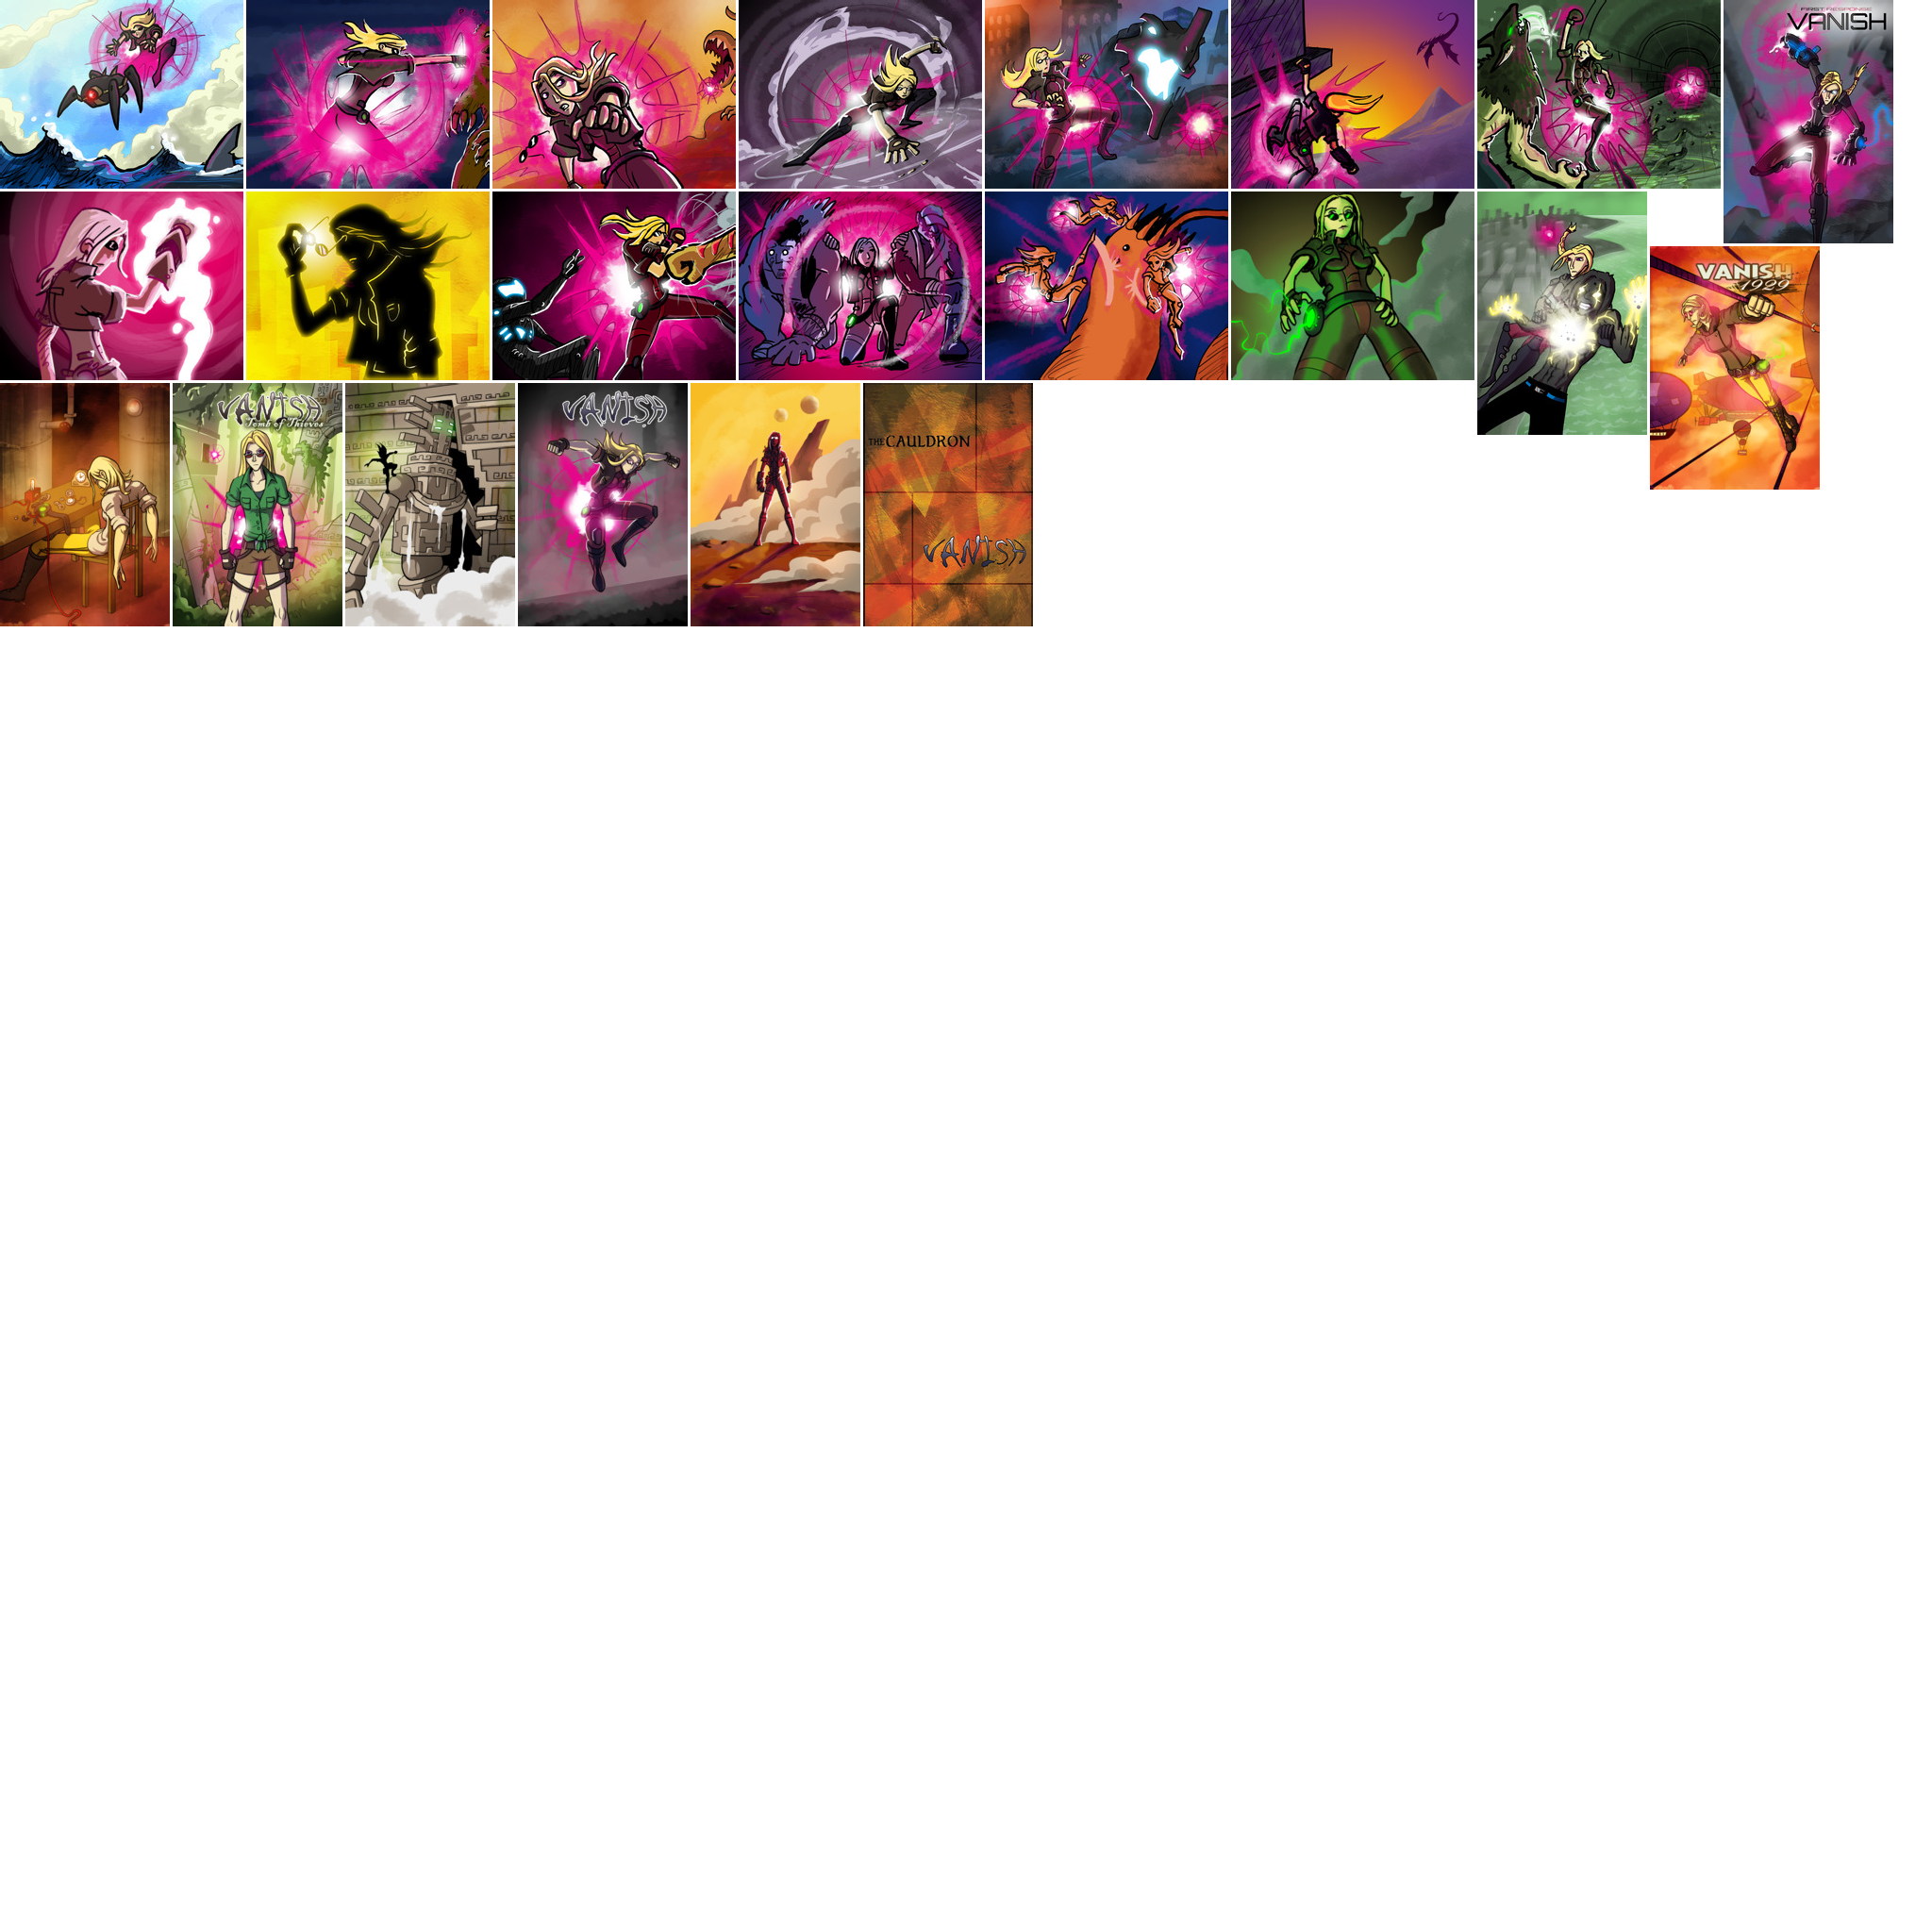 FIRST RESPONSE
VANISH
VANISH
1929
VANISH
Tomb of Thieves
VANISH
THE CAULDRON
VANISH